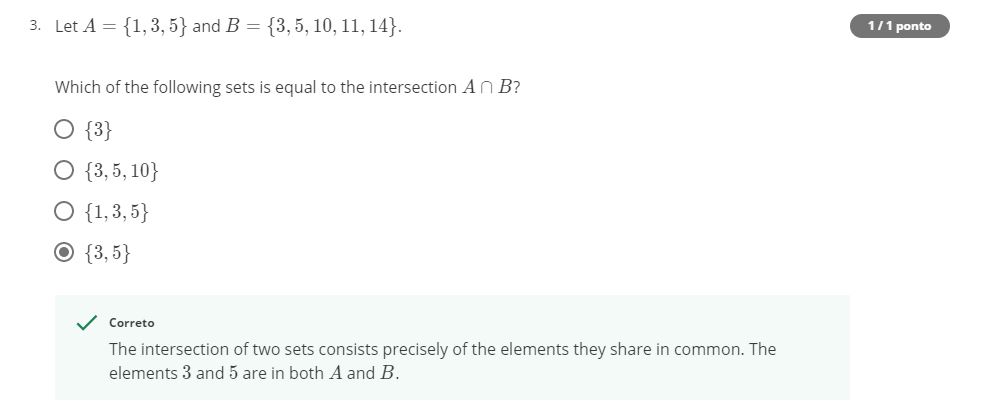 3. Let A = {1, 3, 5} and B = {3, 5, 10, 11, 14}.
1 / 1 ponto
Which of the following sets is equal to the intersection A ∩ B?
{3}
{3, 5, 10}
{1, 3, 5}
{3, 5}
Correto
The intersection of two sets consists precisely of the elements they share in common. The
elements 3 and 5 are in both A and B.